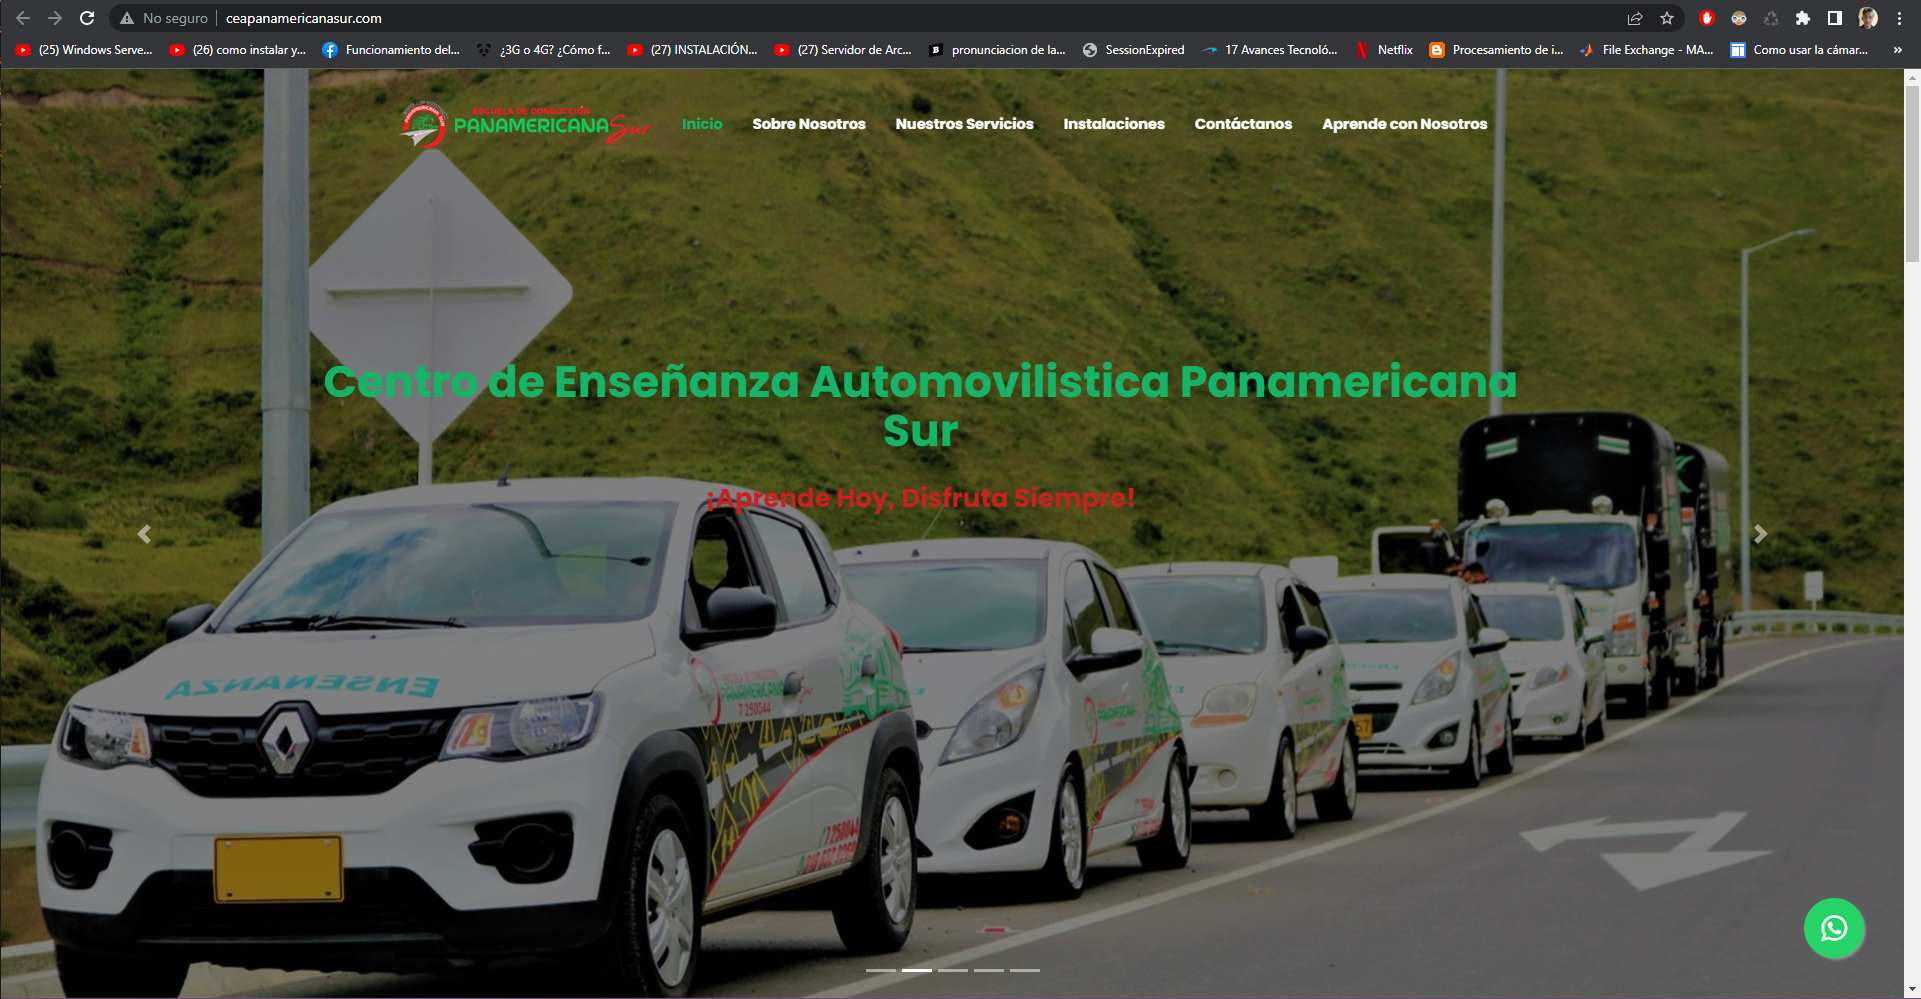 No seguro
ceapanamericanasur.com
(25) Windows Serve...
(26) como instalar y...
Funcionamiento del...
¿3G o 4G? ¿Cómo f...
(27) INSTALACIÓN...
(27) Servidor de Arc...
pronunciacion de la...
SessionExpired
17 Avances Tecnoló...
Netflix
Procesamiento de i...
File Exchange - MA...
Como usar la cámar...
»
ESCUELA DE CONDUCCIÓN
PANAMERICANA Sur
Inicio
Sobre Nosotros
Nuestros Servicios
Instalaciones
Contáctanos
Aprende con Nosotros
Centro de Enseñanza Automovilistica Panamericana
Sur
¡Aprende Hoy, Disfruta Siempre!
ENSEÑANZA
PANAMERICANA Sur
7 250044
7 250044